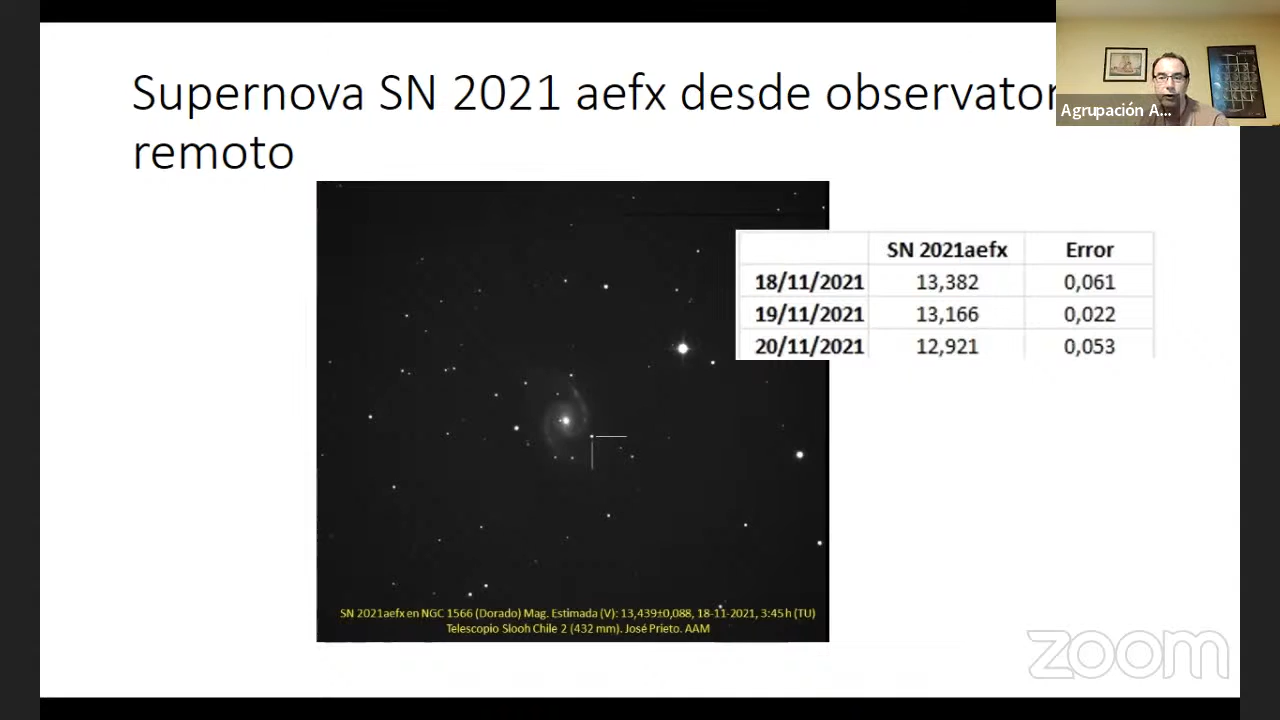 Supernova SN 2021 aefx desde observator
remoto
Agrupación A...
SN 2021aefx Error
18/11/2021 13,382 0,061
19/11/2021 13,166 0,022
20/11/2021 12,921 0,053
SN 2021aefx en NGC 1566 (Dorado) Mag. Estimada (V): 13,439±0,088, 18-11-2021, 3:45 h (TU)
Telescopio Slooh Chile 2 (432 mm). José Prieto. AAM
zoom